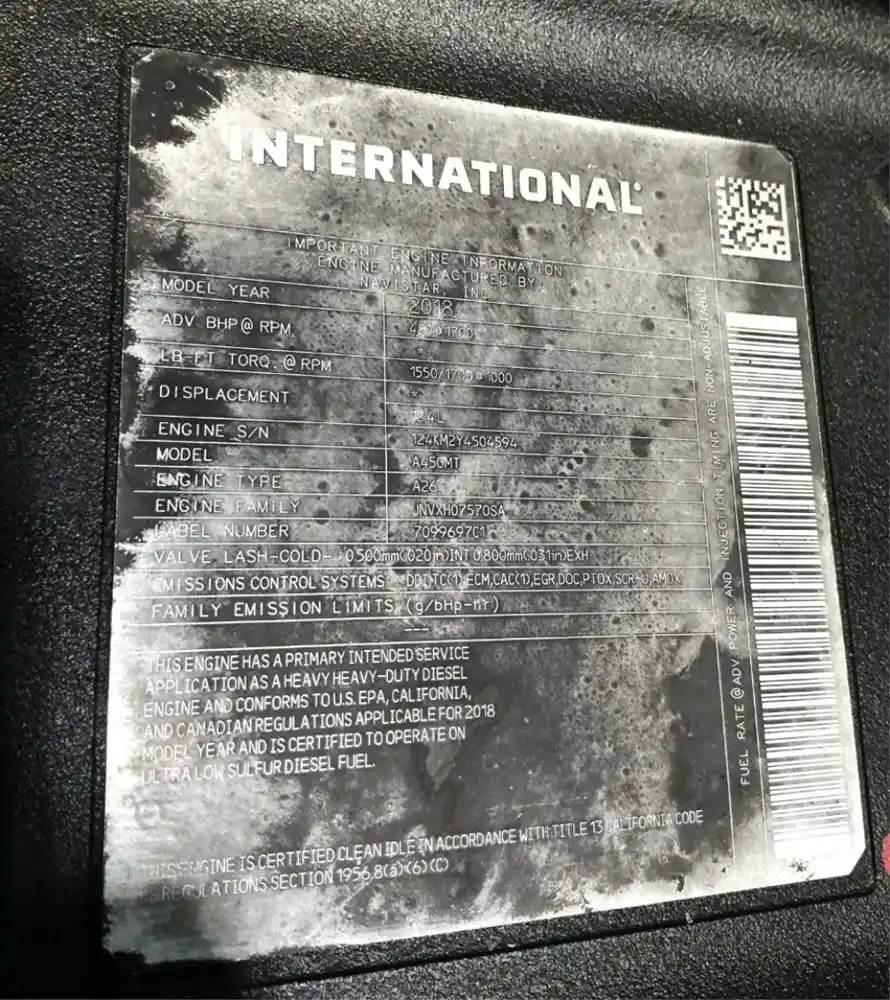 INTERNATIONAL®
IMPORTANT ENGINE INFORMATION
ENGINE MANUFACTURED BY
NAVISTAR, INC.
MODEL YEAR 2018
ADV BHP@ RPM 450@1700
*
LB-FT TORQ.@ RPM 1550/1700@1000
*
DISPLACEMENT 12.4L
ENGINE S/N 124KM2Y4504594
MODEL A450MT
ENGINE TYPE A26
ENGINE FAMILY JNVXH07570SA
LABEL NUMBER 7099697C1
VALVE LASH-COLD- 0.500mm(.020in)INT 0.800mm(.031in)EXH
EMISSIONS CONTROL SYSTEMS DDI,TC(1),ECM,CAC(1),EGR,DOC,PTOX,SCR-U,AMOX
FAMILY EMISSION LIMITS (g/bHp-hr)
---
THIS ENGINE HAS A PRIMARY INTENDED SERVICE
APPLICATION AS A HEAVY HEAVY-DUTY DIESEL
ENGINE AND CONFORMS TO U.S. EPA, CALIFORNIA,
AND CANADIAN REGULATIONS APPLICABLE FOR 2018
MODEL YEAR AND IS CERTIFIED TO OPERATE ON
ULTRA LOW SULFUR DIESEL FUEL.
THIS ENGINE IS CERTIFIED CLEAN IDLE IN ACCORDANCE WITH TITLE 13 CALIFORNIA CODE
REGULATIONS SECTION 1956.8(a)(6)(C)
FUEL RATE @ADV. POWER AND INJECTION TIMING ARE NON-ADJUSTABLE